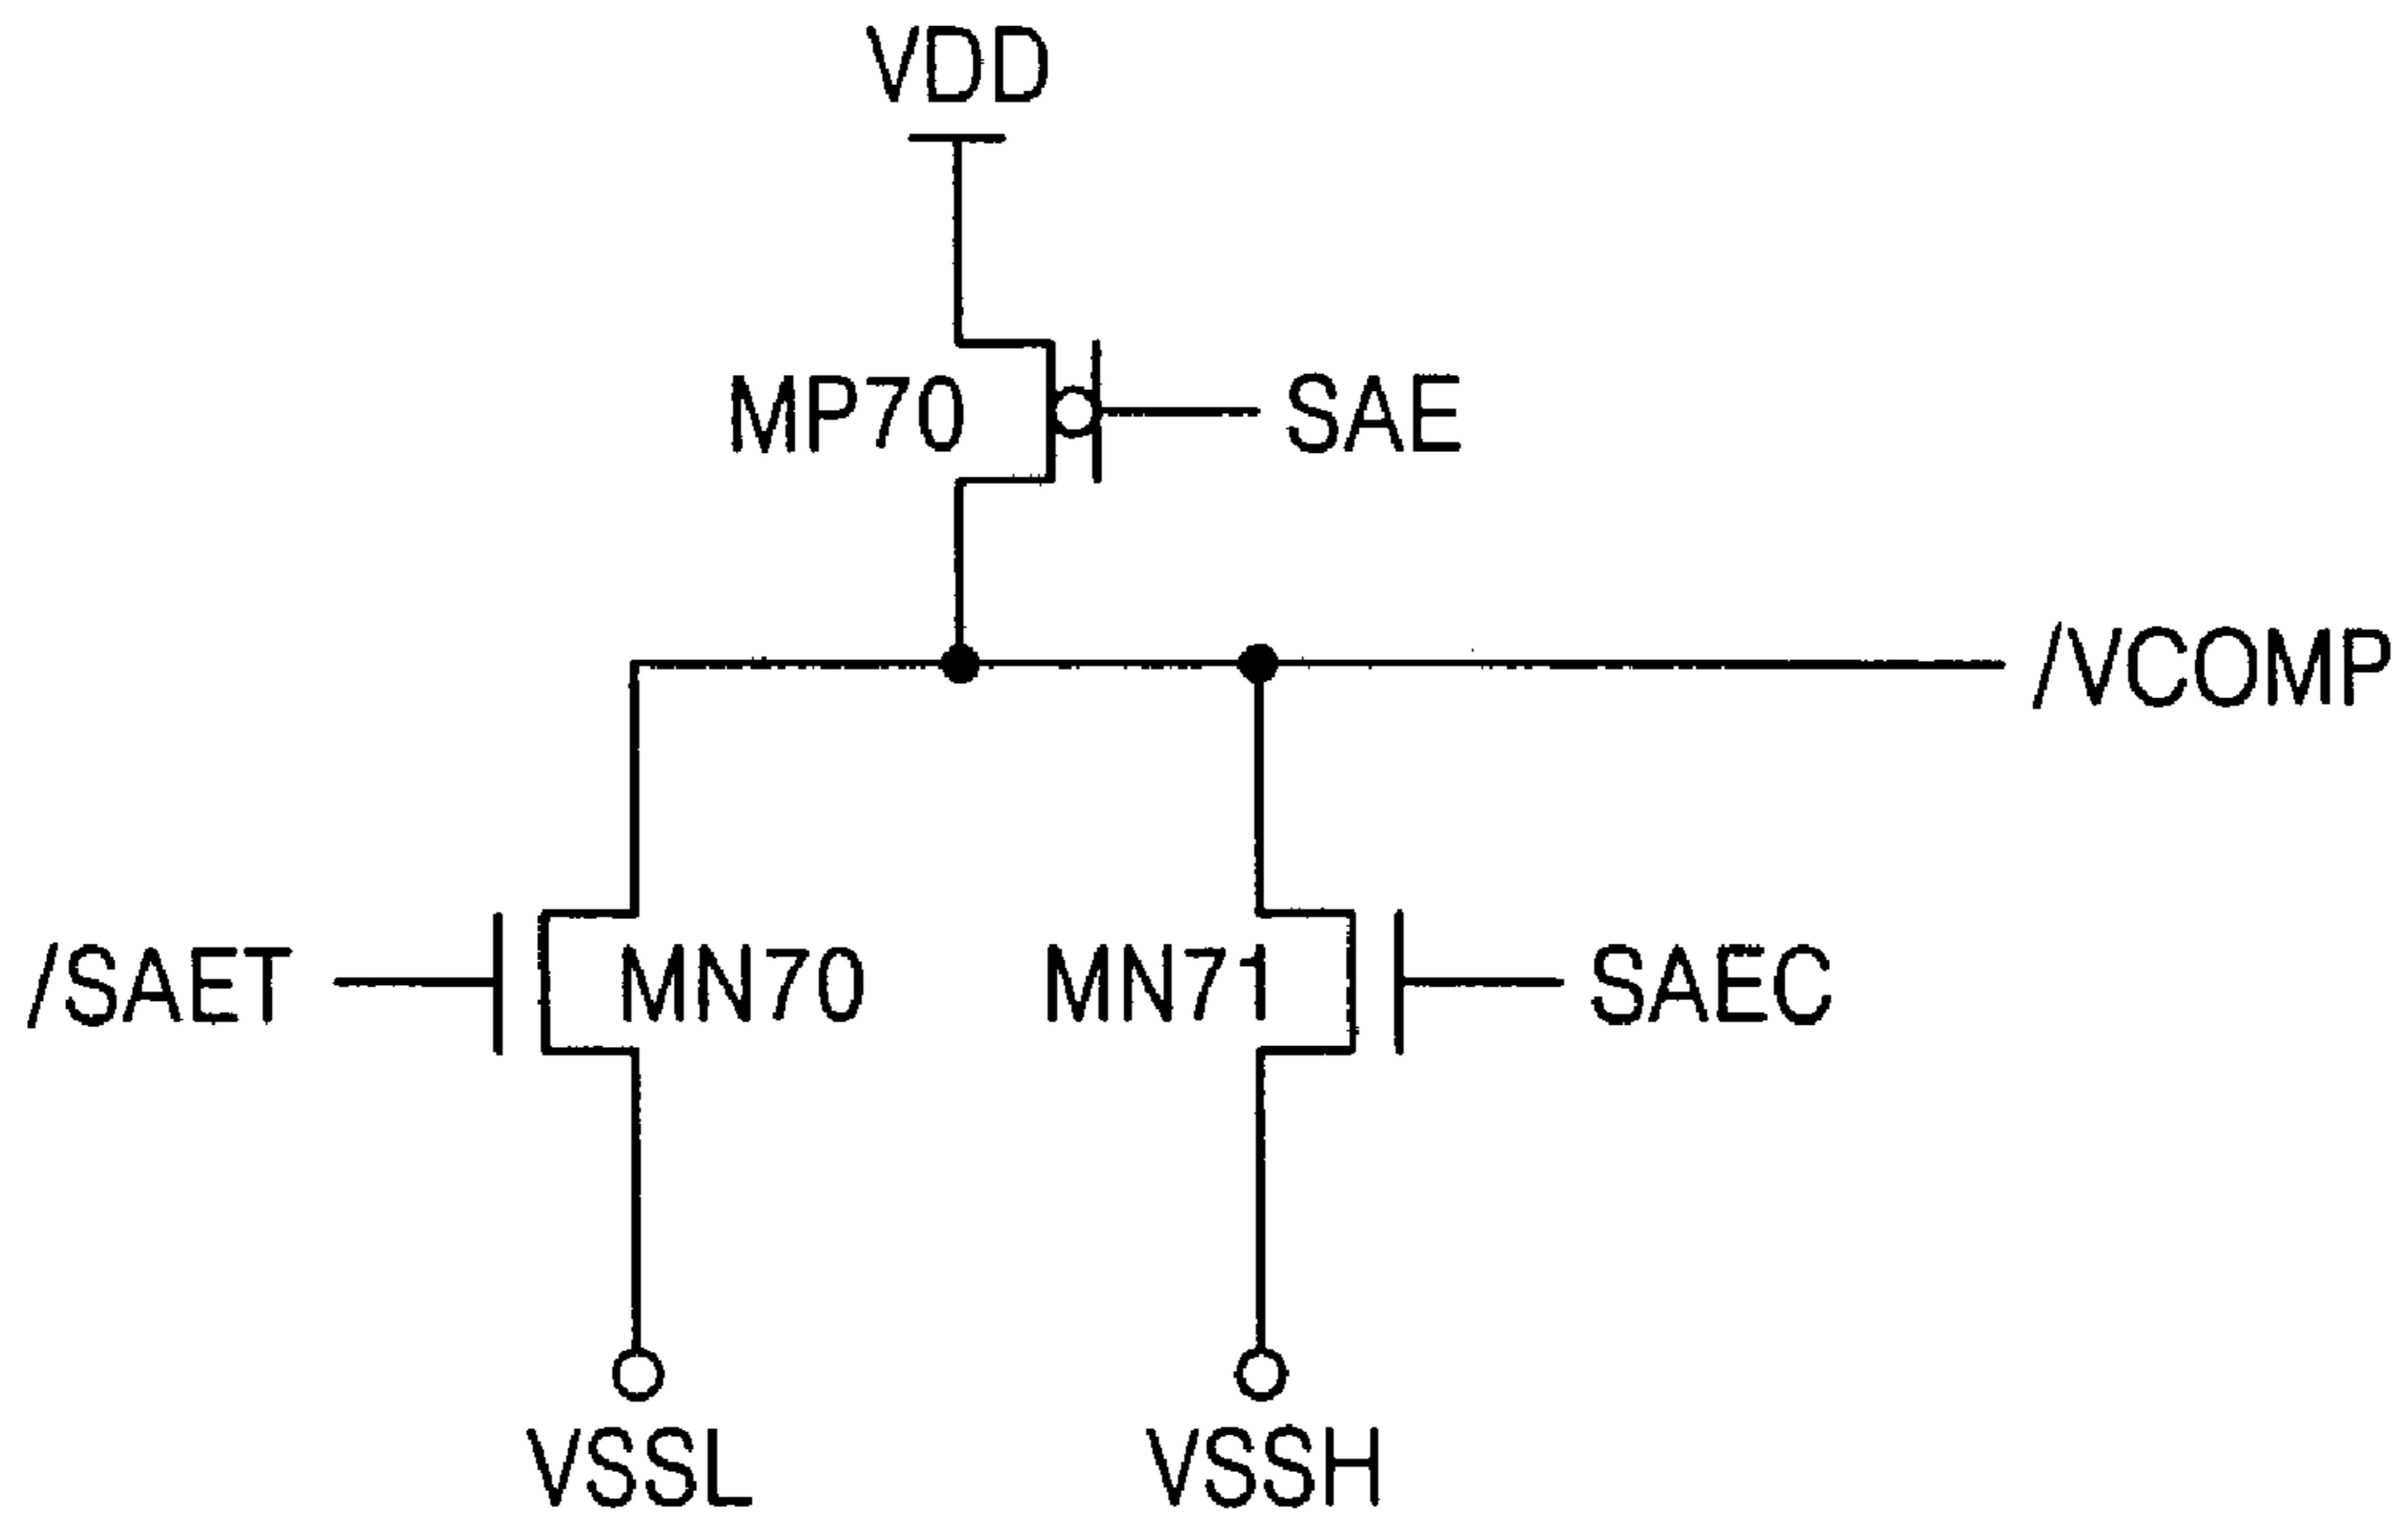 VDD
MP70
SAE
/VCOMP
/SAET
MN70
MN71
SAEC
VSSL
VSSH